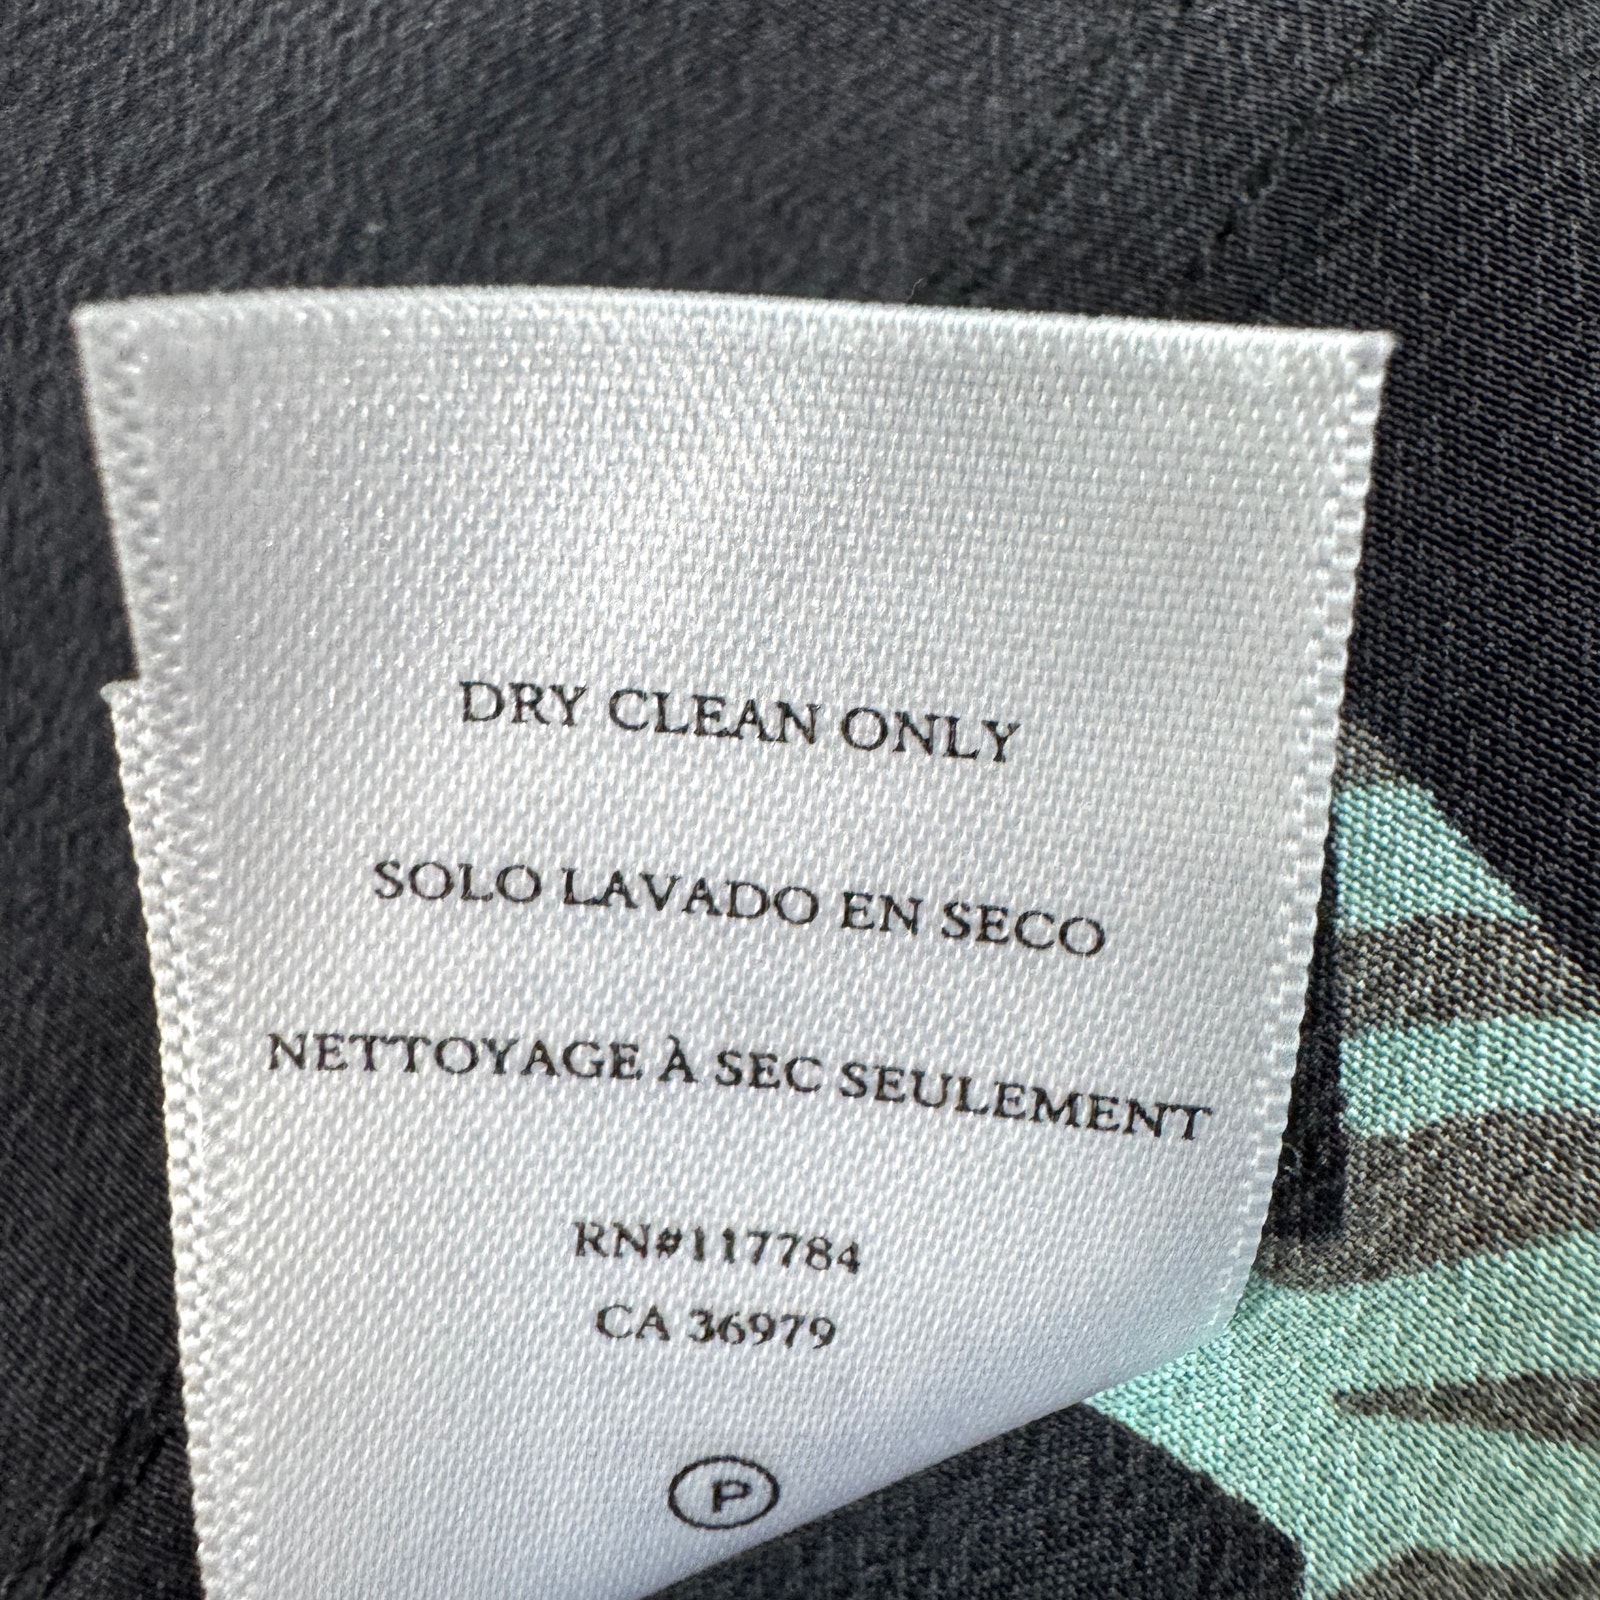 DRY CLEAN ONLY
SOLO LAVADO EN SECO
NETTOYAGE À SEC SEULEMENT
RN#117784
CA 36979
P